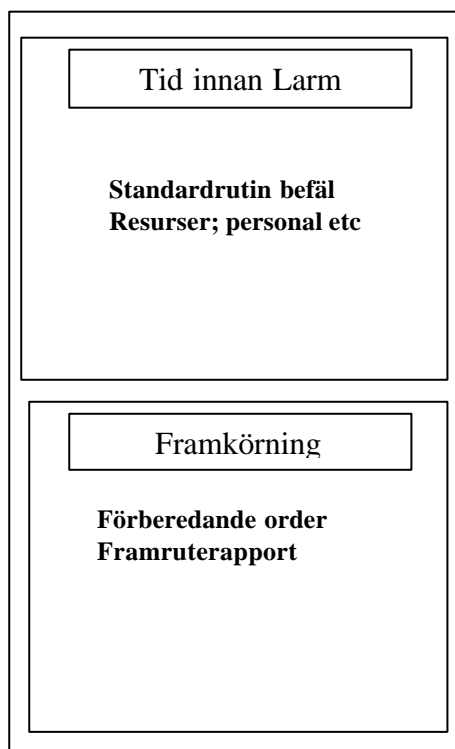 Tid innan Larm
Standardrutin befäl
Resurser; personal etc
Framkörning
Förberedande order
Framruterapport